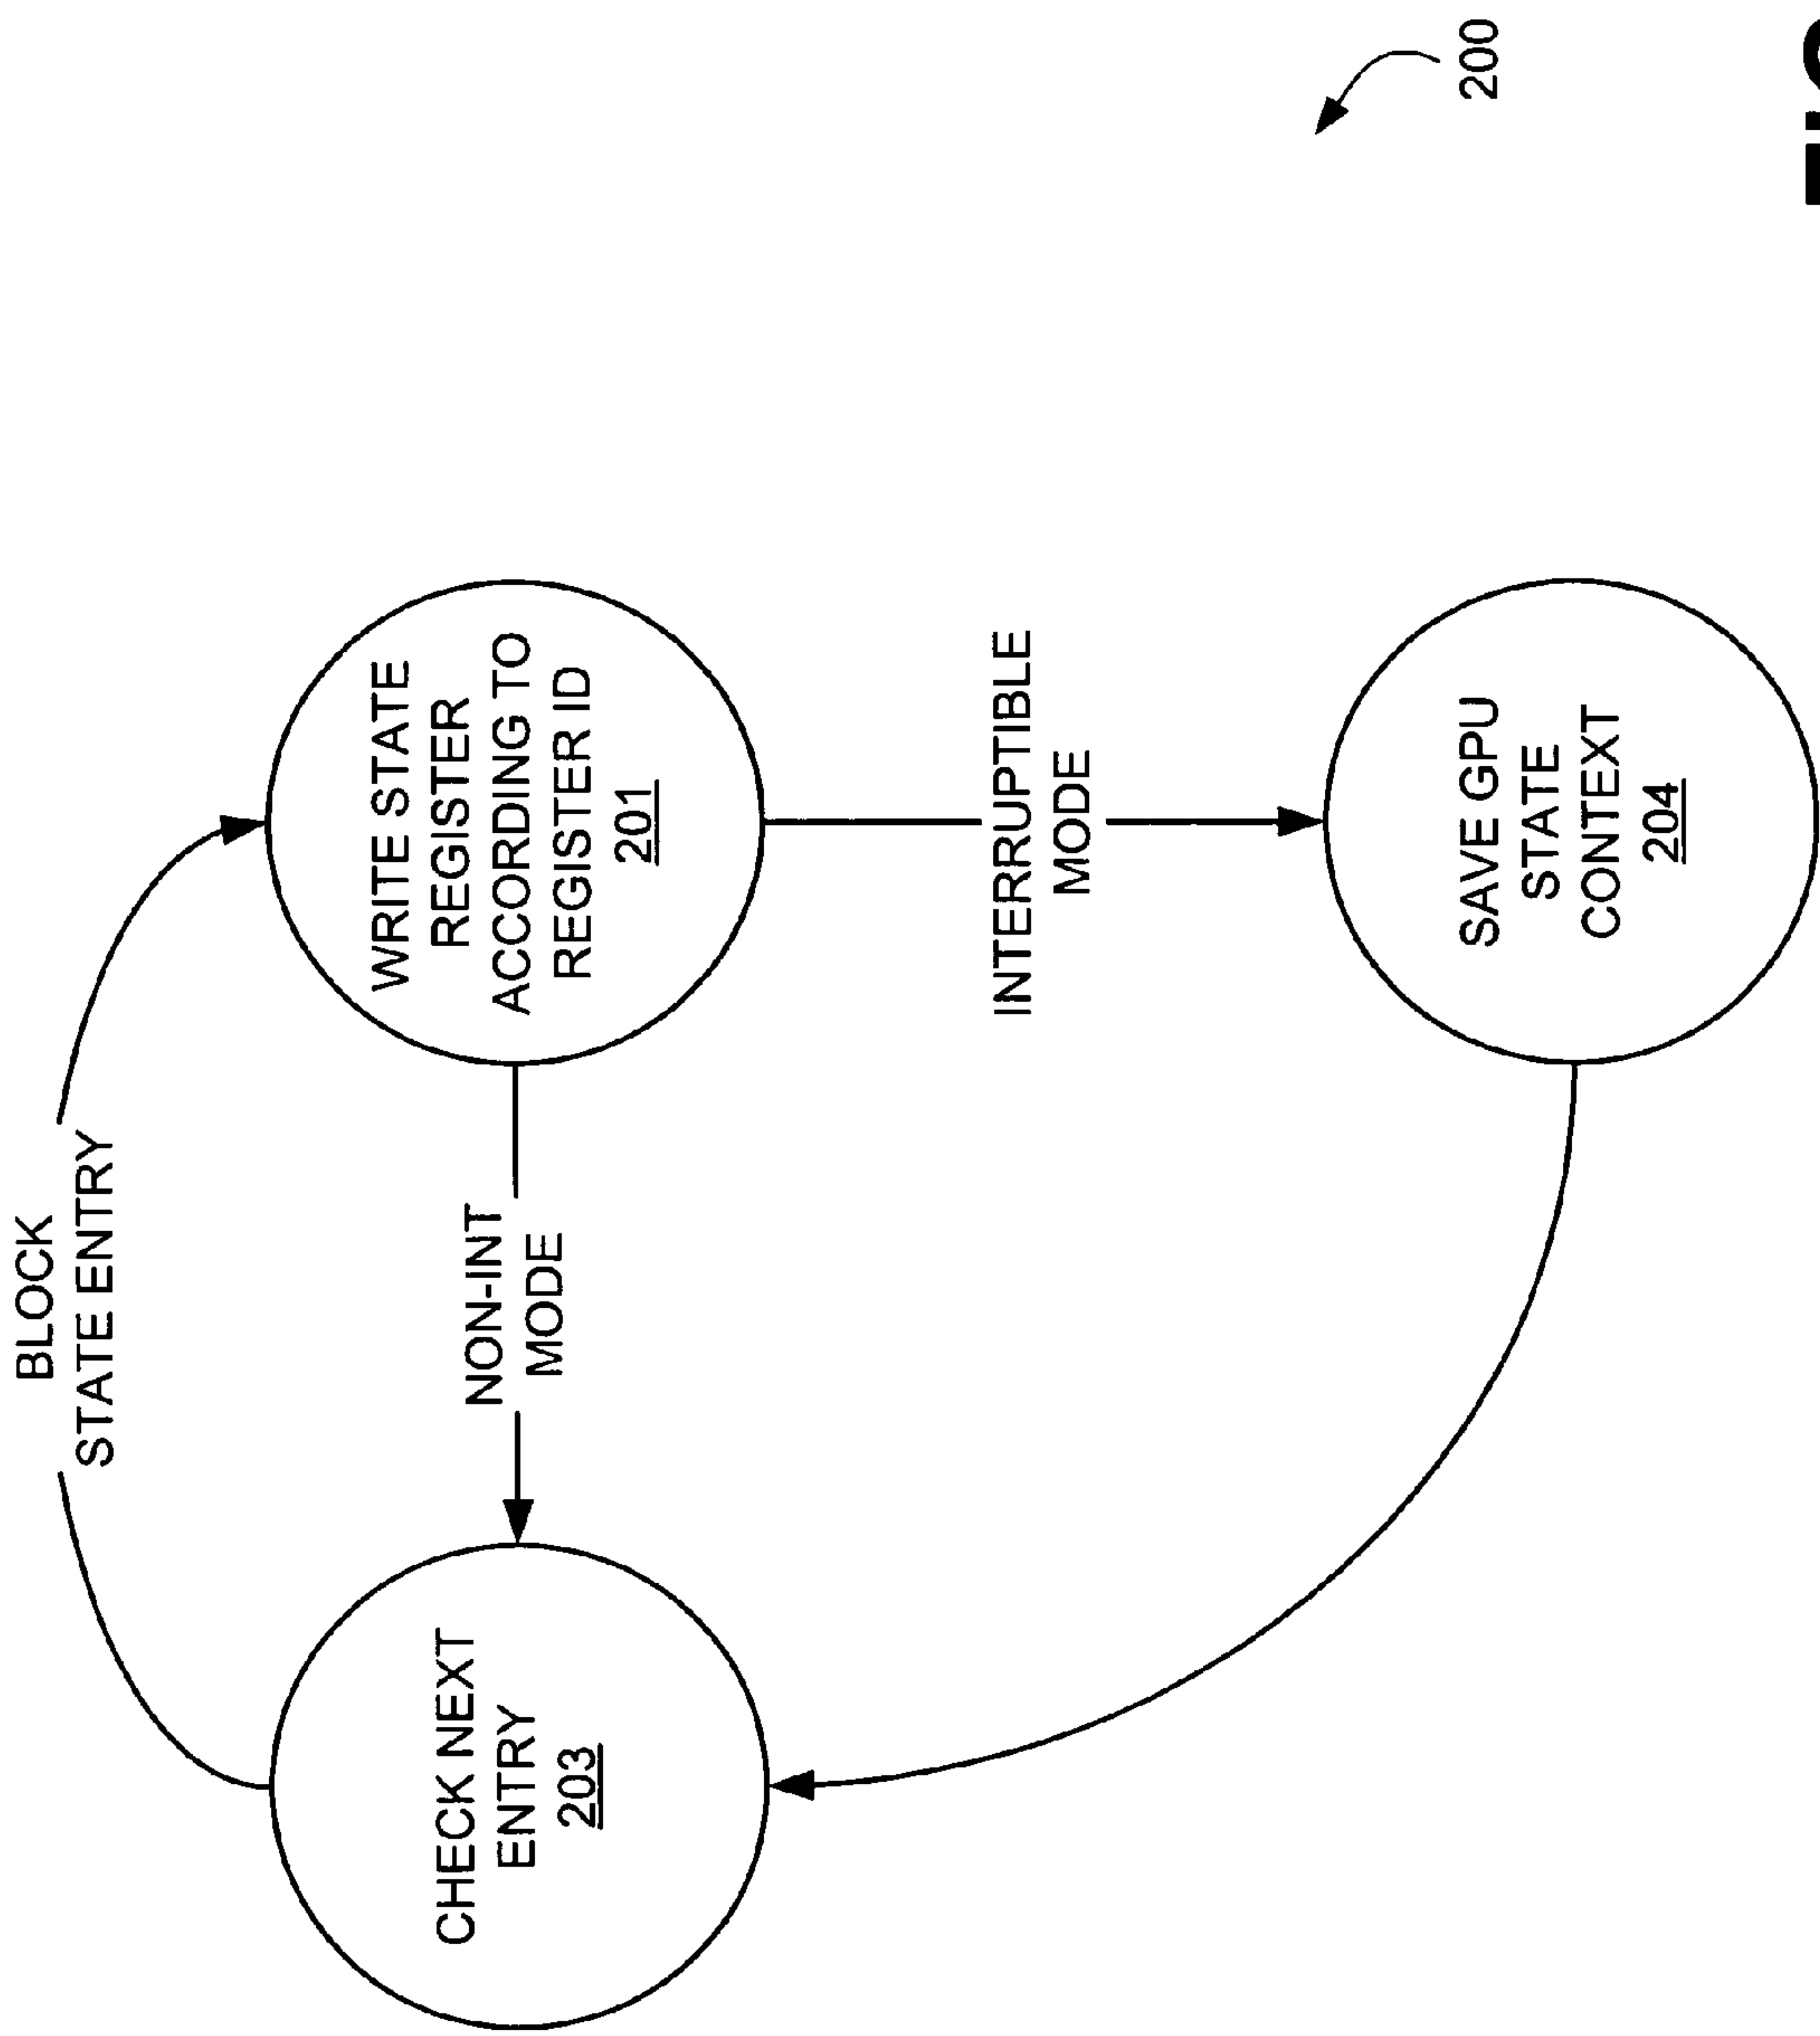 BLOCK
STATE ENTRY
CHECK NEXT
ENTRY
203
NON-INT
MODE
WRITE STATE
REGISTER
ACCORDING TO
REGISTER ID
201
INTERRUPTIBLE
MODE
SAVE GPU
STATE
CONTEXT
204
200